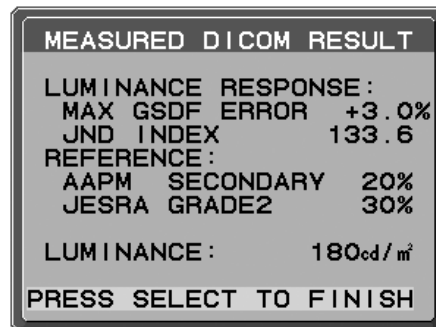 MEASURED DICOM RESULT
LUMINANCE RESPONSE:
MAX GSDF ERROR +3.0%
JND INDEX 133.6
REFERENCE:
AAPM SECONDARY 20%
JESRA GRADE2 30%
LUMINANCE: 180cd/㎡
PRESS SELECT TO FINISH